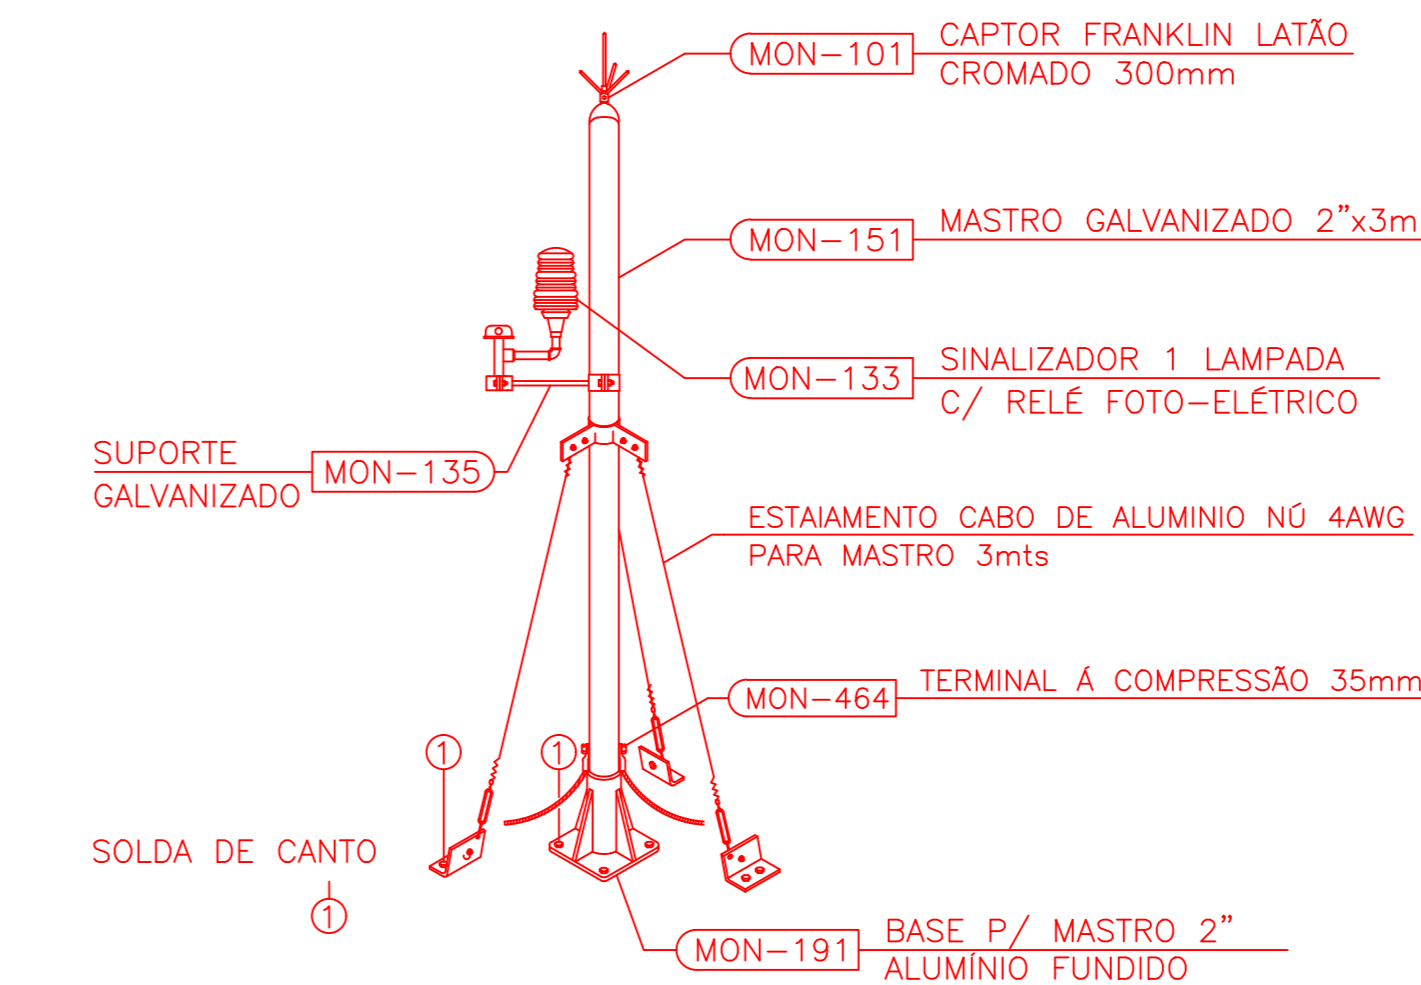 MON-101
CAPTOR FRANKLIN LATÃO
CROMADO 300mm
MON-151
MASTRO GALVANIZADO 2"x3m
MON-133
SINALIZADOR 1 LAMPADA
C/ RELÉ FOTO-ELÉTRICO
SUPORTE
GALVANIZADO
MON-135
ESTAIAMENTO CABO DE ALUMINIO NÚ 4AWG
PARA MASTRO 3mts
MON-464
TERMINAL Á COMPRESSÃO 35mm
1
1
SOLDA DE CANTO
1
MON-191
BASE P/ MASTRO 2"
ALUMÍNIO FUNDIDO